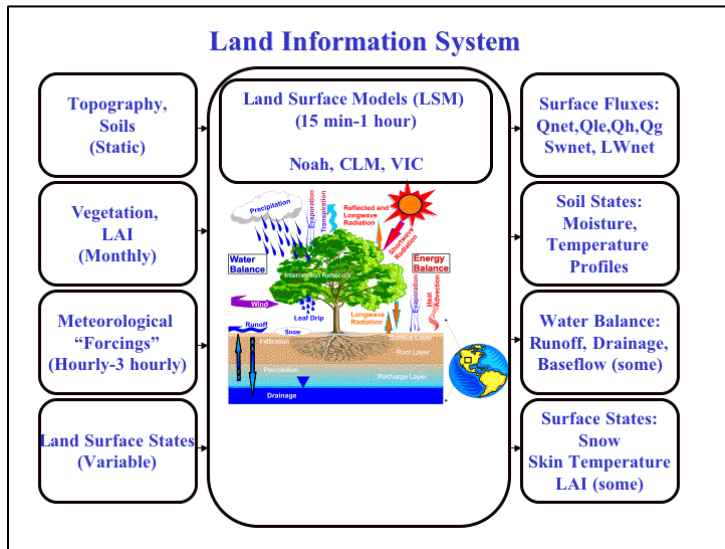 Land Information System
Topography,
Soils
(Static)
Vegetation,
LAI
(Monthly)
Meteorological
“Forcings”
(Hourly-3 hourly)
Land Surface States
(Variable)
Land Surface Models (LSM)
(15 min-1 hour)
Noah, CLM, VIC
Precipitation
Evaporation
Transpiration
Reflected and
Longwave
Radiation
Shortwave
Radiation
Water
Balance
Energy
Balance
Interception Reservoir
Wind
Leaf Drip
Longwave
Radiation
Evaporation
Heat
Advection
Runoff
Snow
Infiltration
Surface Layer
Root Layer
Percolation
Recharge Layer
Drainage
Surface Fluxes:
Qnet,Qle,Qh,Qg
Swnet, LWnet
Soil States:
Moisture,
Temperature
Profiles
Water Balance:
Runoff, Drainage,
Baseflow (some)
Surface States:
Snow
Skin Temperature
LAI (some)